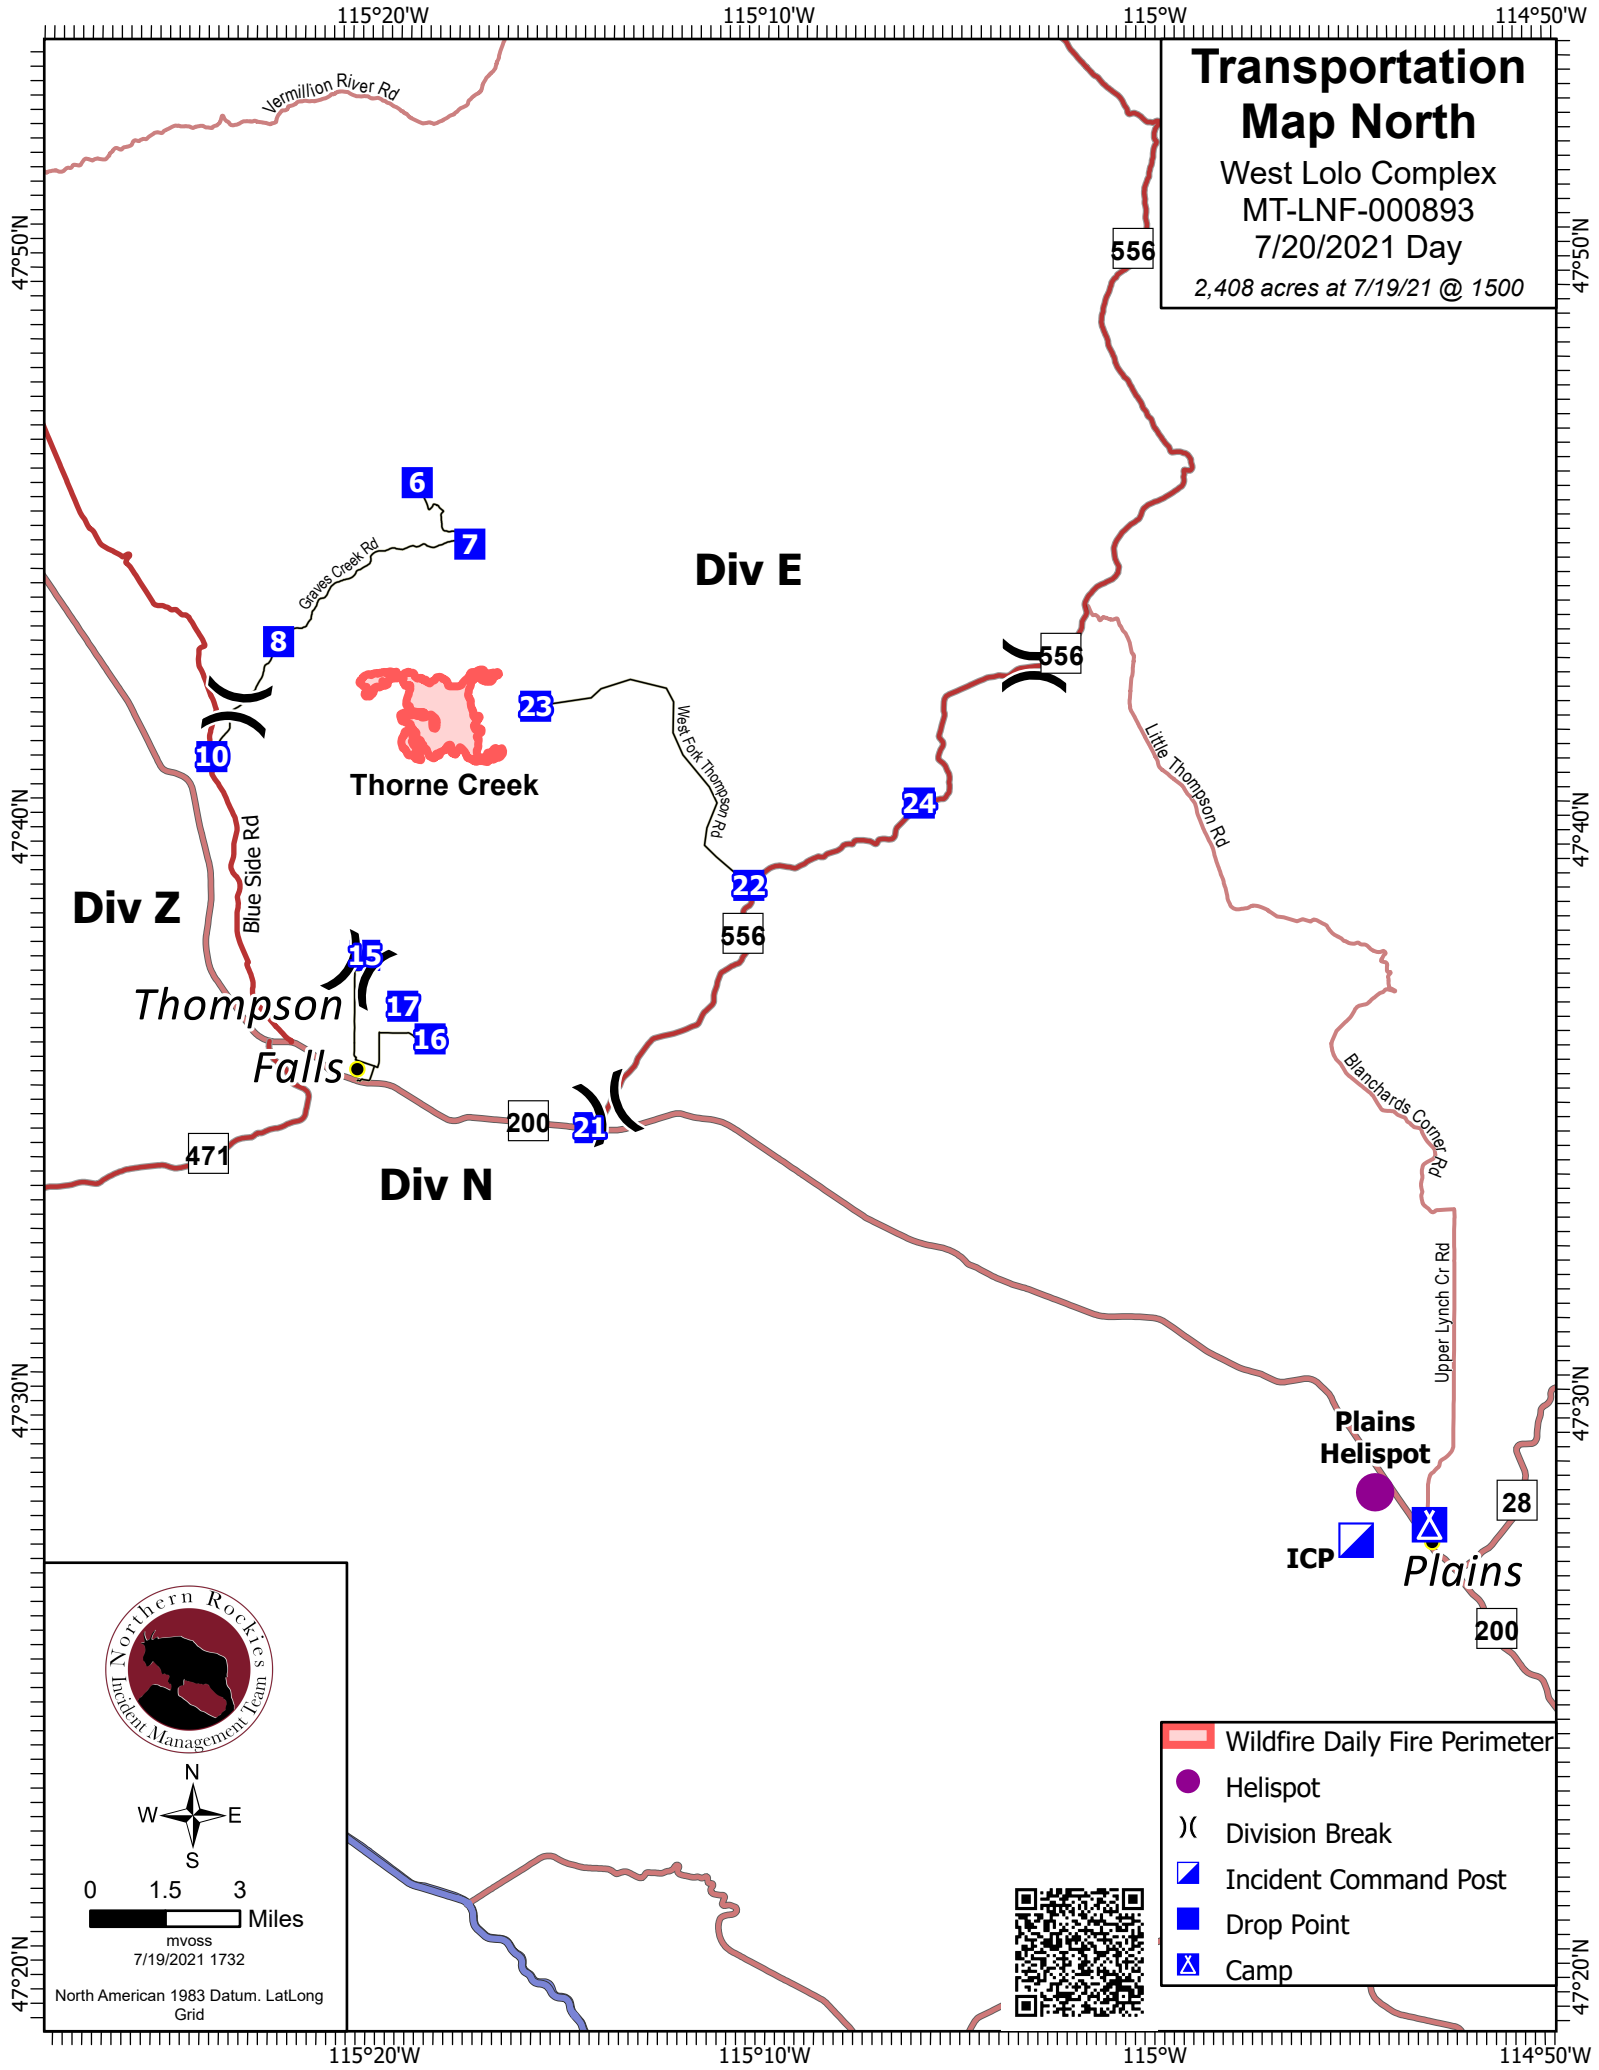 115°20'W
115°10'W
115°W
114°50'W
Transportation
Map North
West Lolo Complex
MT-LNF-000893
7/20/2021 Day
2,408 acres at 7/19/21 @ 1500
Vermillion River Rd
47°50'N
47°50'N
556
6
7
Graves Creek Rd
Div E
8
556
23
West Fork Thompson Rd
Little Thompson Rd
10
Thorne Creek
24
47°40'N
47°40'N
Blue Side Rd
22
Div Z
556
15
Thompson
Falls
17
16
Blanchards Corner Rd
200
21
471
Div N
Upper Lynch Cr Rd
47°30'N
47°30'N
Plains
Helispot
28
ICP
Plains
200
Northern Rockies
Incident Management Team
N
W
E
S
0 1.5 3
Miles
mvoss
7/19/2021 1732
North American 1983 Datum. LatLong
Grid
Wildfire Daily Fire Perimeter
Helispot
Division Break
Incident Command Post
Drop Point
Camp
47°20'N
47°20'N
115°20'W
115°10'W
115°W
114°50'W